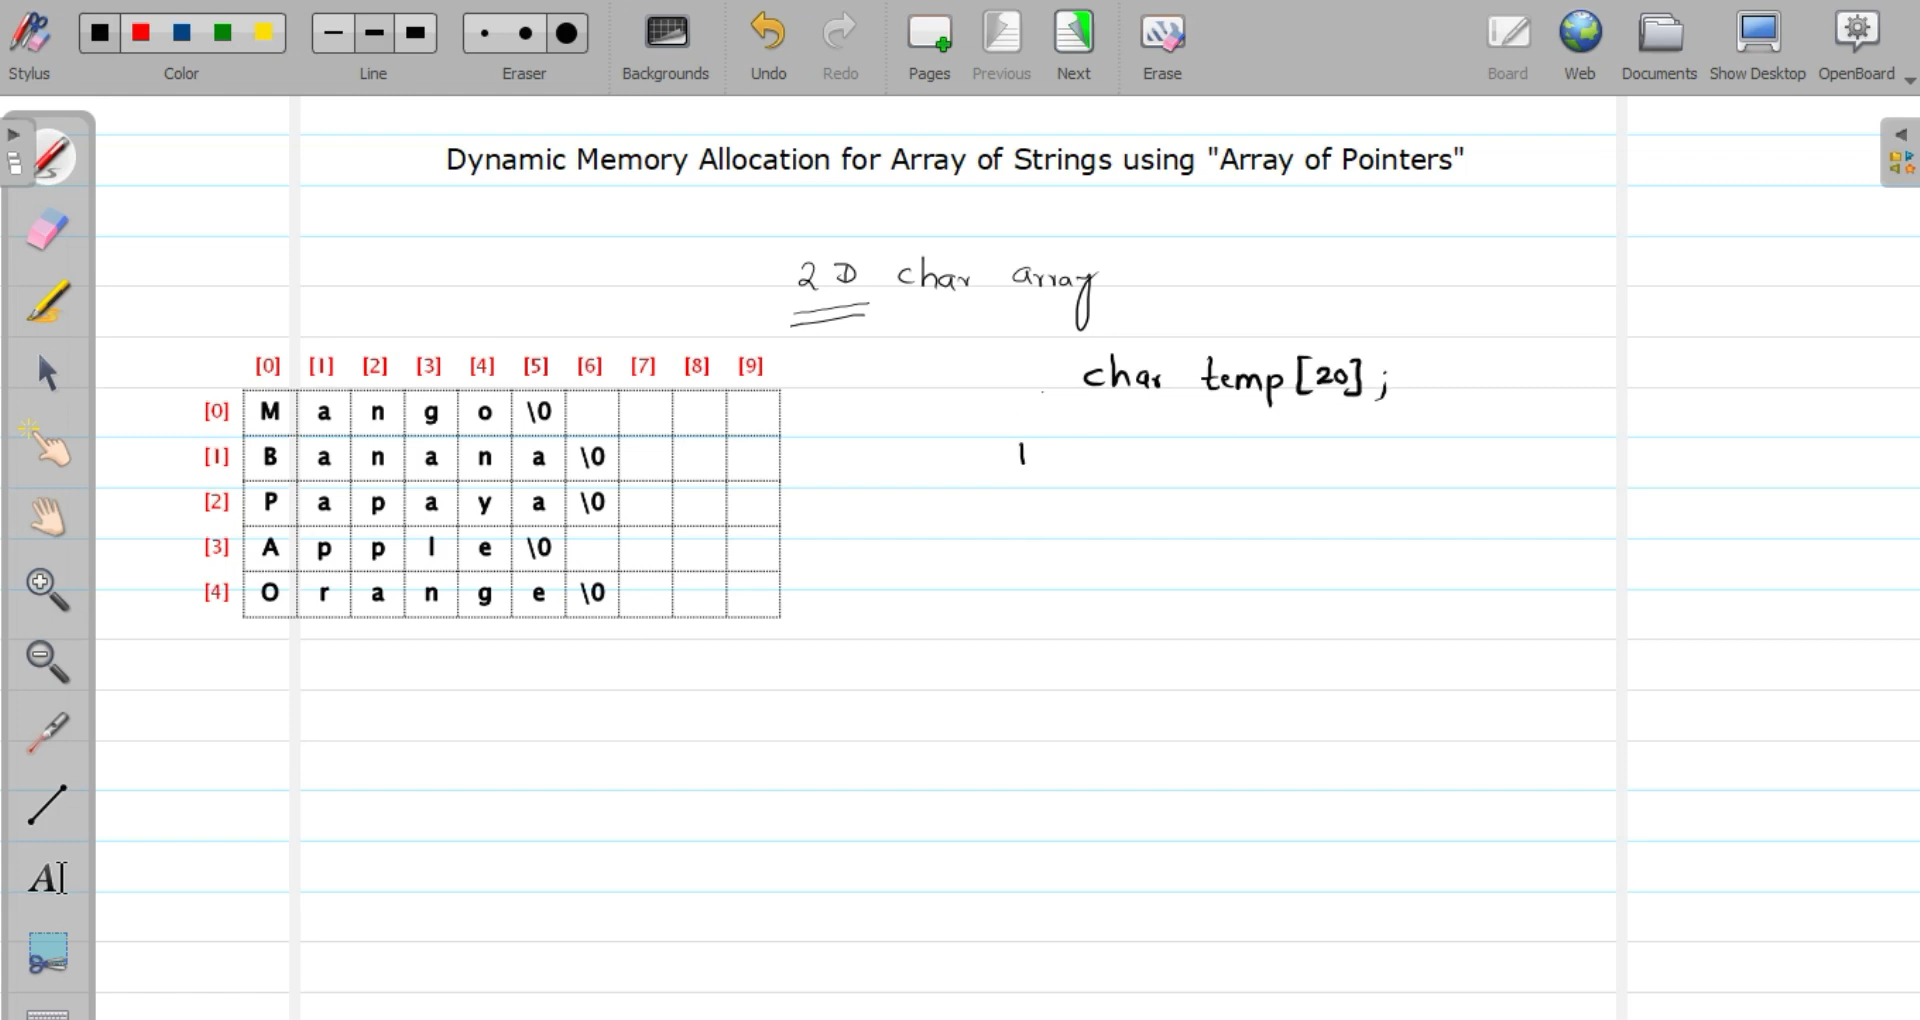 Stylus Color Line Eraser Backgrounds Undo Redo Pages Previous Next Erase Board Web Documents Show Desktop OpenBoard
Dynamic Memory Allocation for Array of Strings using "Array of Pointers"
2D char array
[0] [1] [2] [3] [4] [5] [6] [7] [8] [9]
char temp[20];
[0] M a n g o \0
[1] B a n a n a \0
[2] P a p a y a \0
[3] A p p l e \0
[4] O r a n g e \0
AI